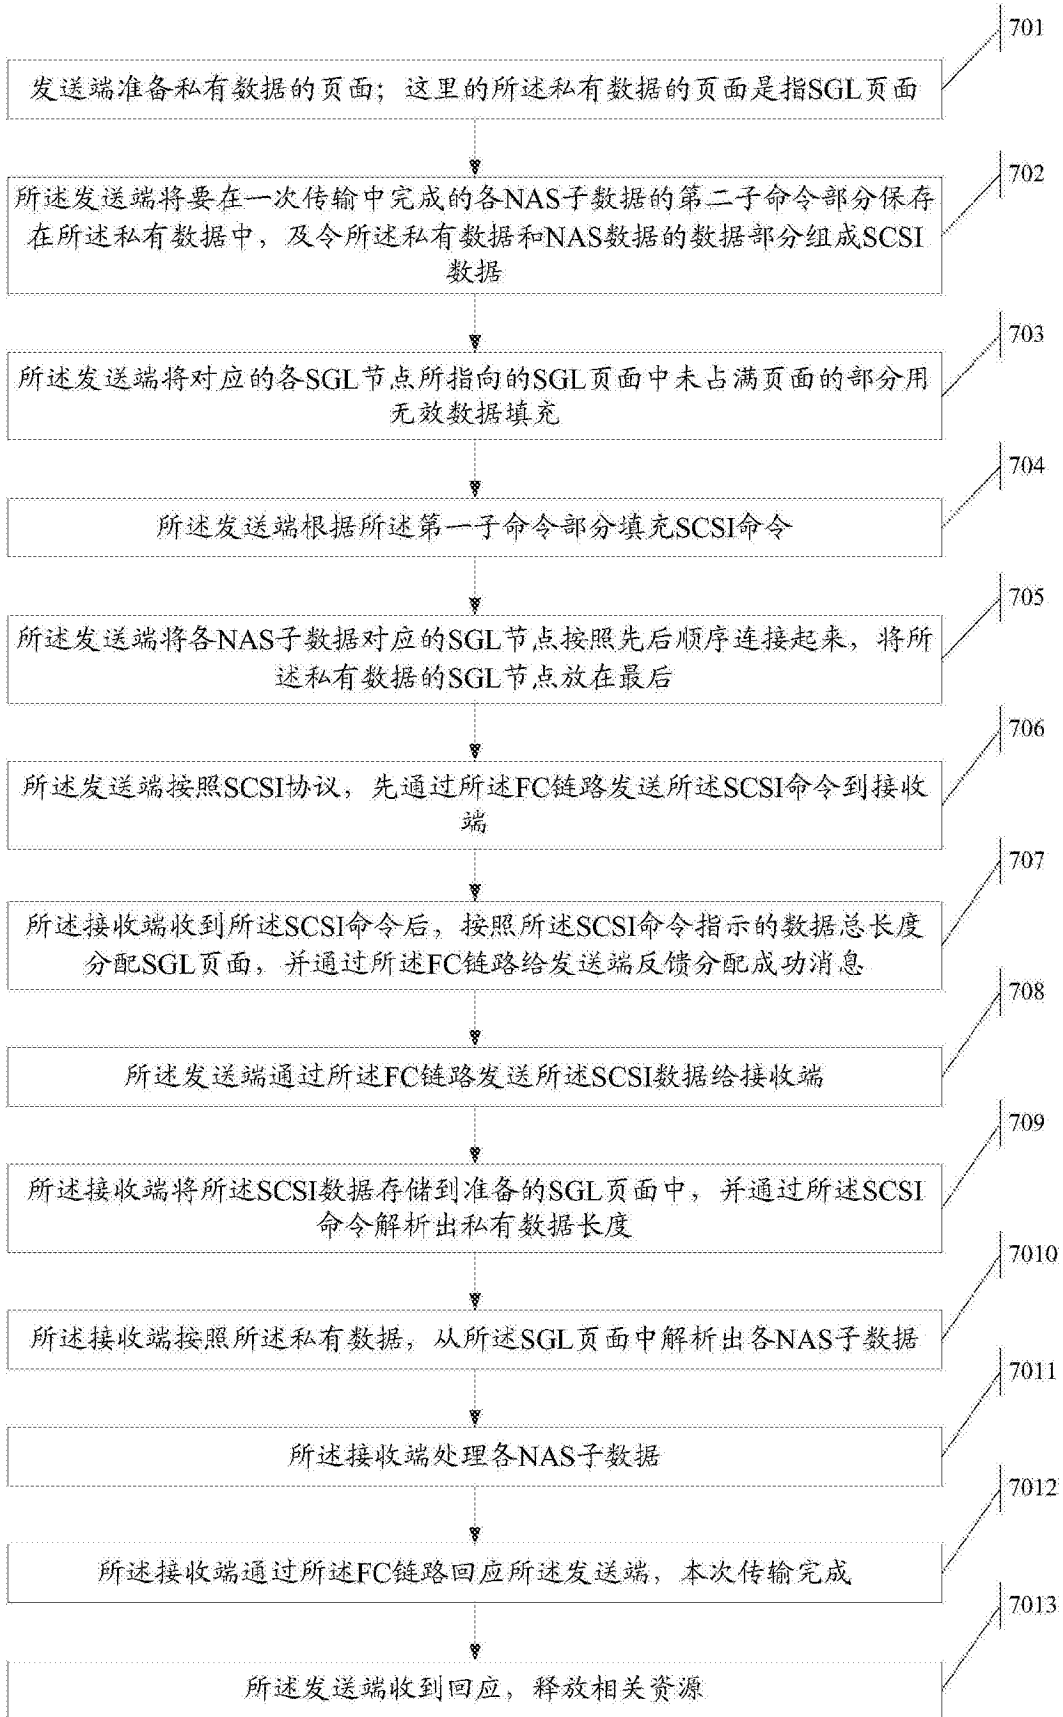 701
发送端准备私有数据的页面；这里的所述私有数据的页面是指SGL页面
702
所述发送端将要在一次传输中完成的各NAS子数据的第二子命令部分保存
在所述私有数据中，及令所述私有数据和NAS数据的数据部分组成SCSI
数据
703
所述发送端将对应的各SGL节点所指向的SGL页面中未占满页面的部分用
无效数据填充
704
所述发送端根据所述第一子命令部分填充SCSI命令
705
所述发送端将各NAS子数据对应的SGL节点按照先后顺序连接起来，将所
述私有数据的SGL节点放在最后
706
所述发送端按照SCSI协议，先通过所述FC链路发送所述SCSI命令到接收
端
707
所述接收端收到所述SCSI命令后，按照所述SCSI命令指示的数据总长度
分配SGL页面，并通过所述FC链路给发送端反馈分配成功消息
708
所述发送端通过所述FC链路发送所述SCSI数据给接收端
709
所述接收端将所述SCSI数据存储到准备的SGL页面中，并通过所述SCSI
命令解析出私有数据长度
7010
所述接收端按照所述私有数据，从所述SGL页面中解析出各NAS子数据
7011
所述接收端处理各NAS子数据
7012
所述接收端通过所述FC链路回应所述发送端，本次传输完成
7013
所述发送端收到回应，释放相关资源